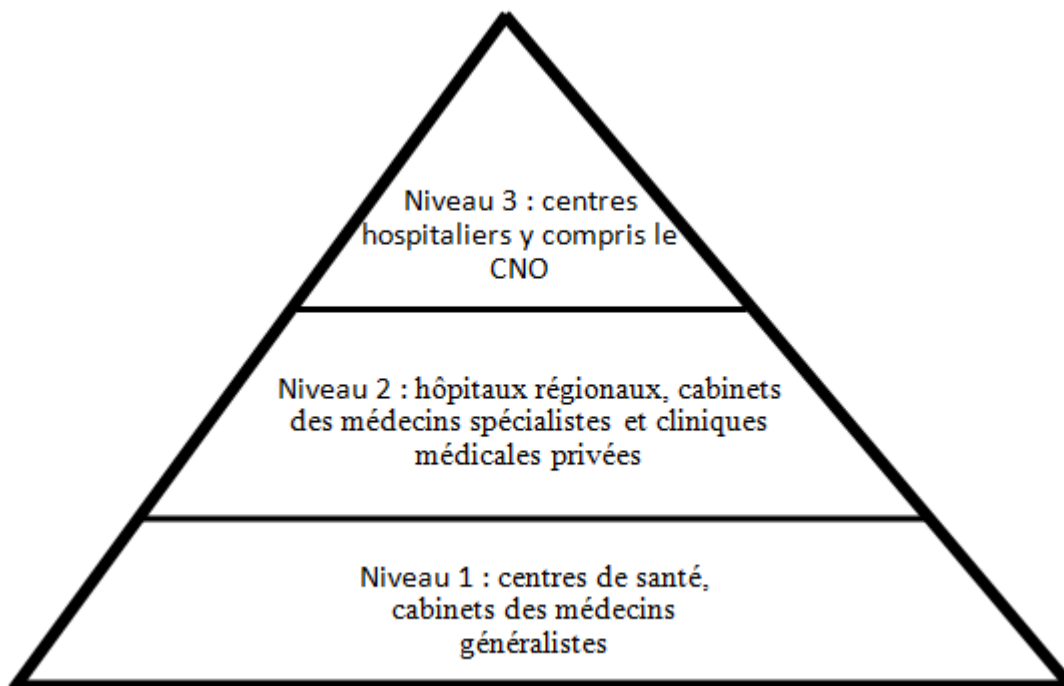 Niveau 3 : centres
hospitaliers y compris le
CNO
Niveau 2 : hôpitaux régionaux, cabinets
des médecins spécialistes et cliniques
médicales privées
Niveau 1 : centres de santé,
cabinets des médecins
généralistes